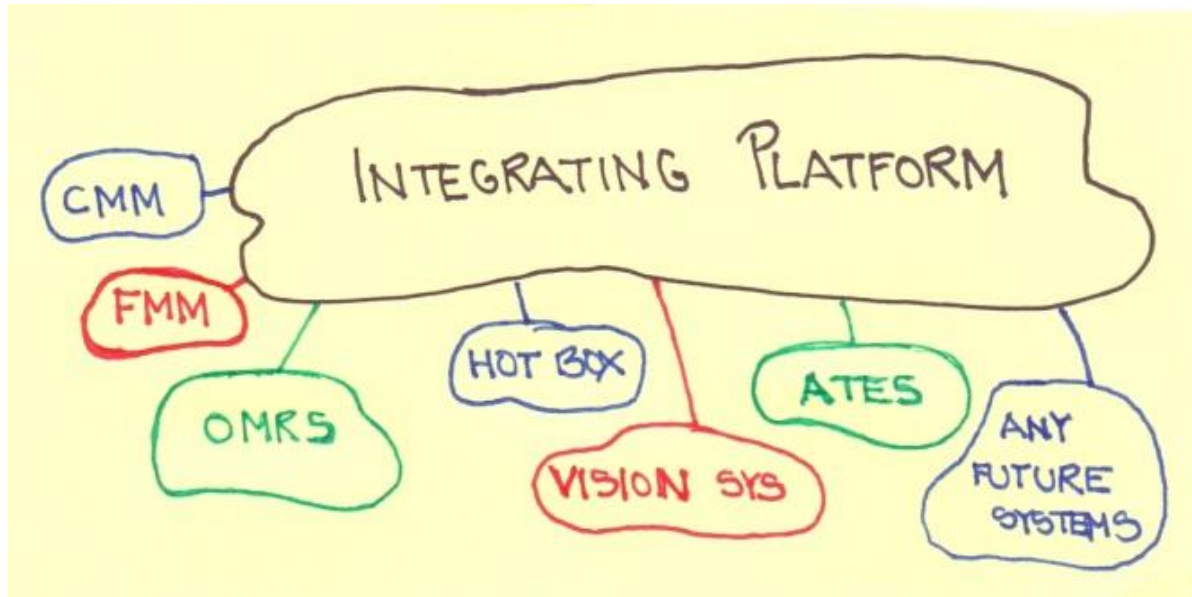 INTEGRATING PLATFORM
CMM
FMM
OMRS
HOT BOX
VISION SYS
ATES
ANY
FUTURE
SYSTEMS